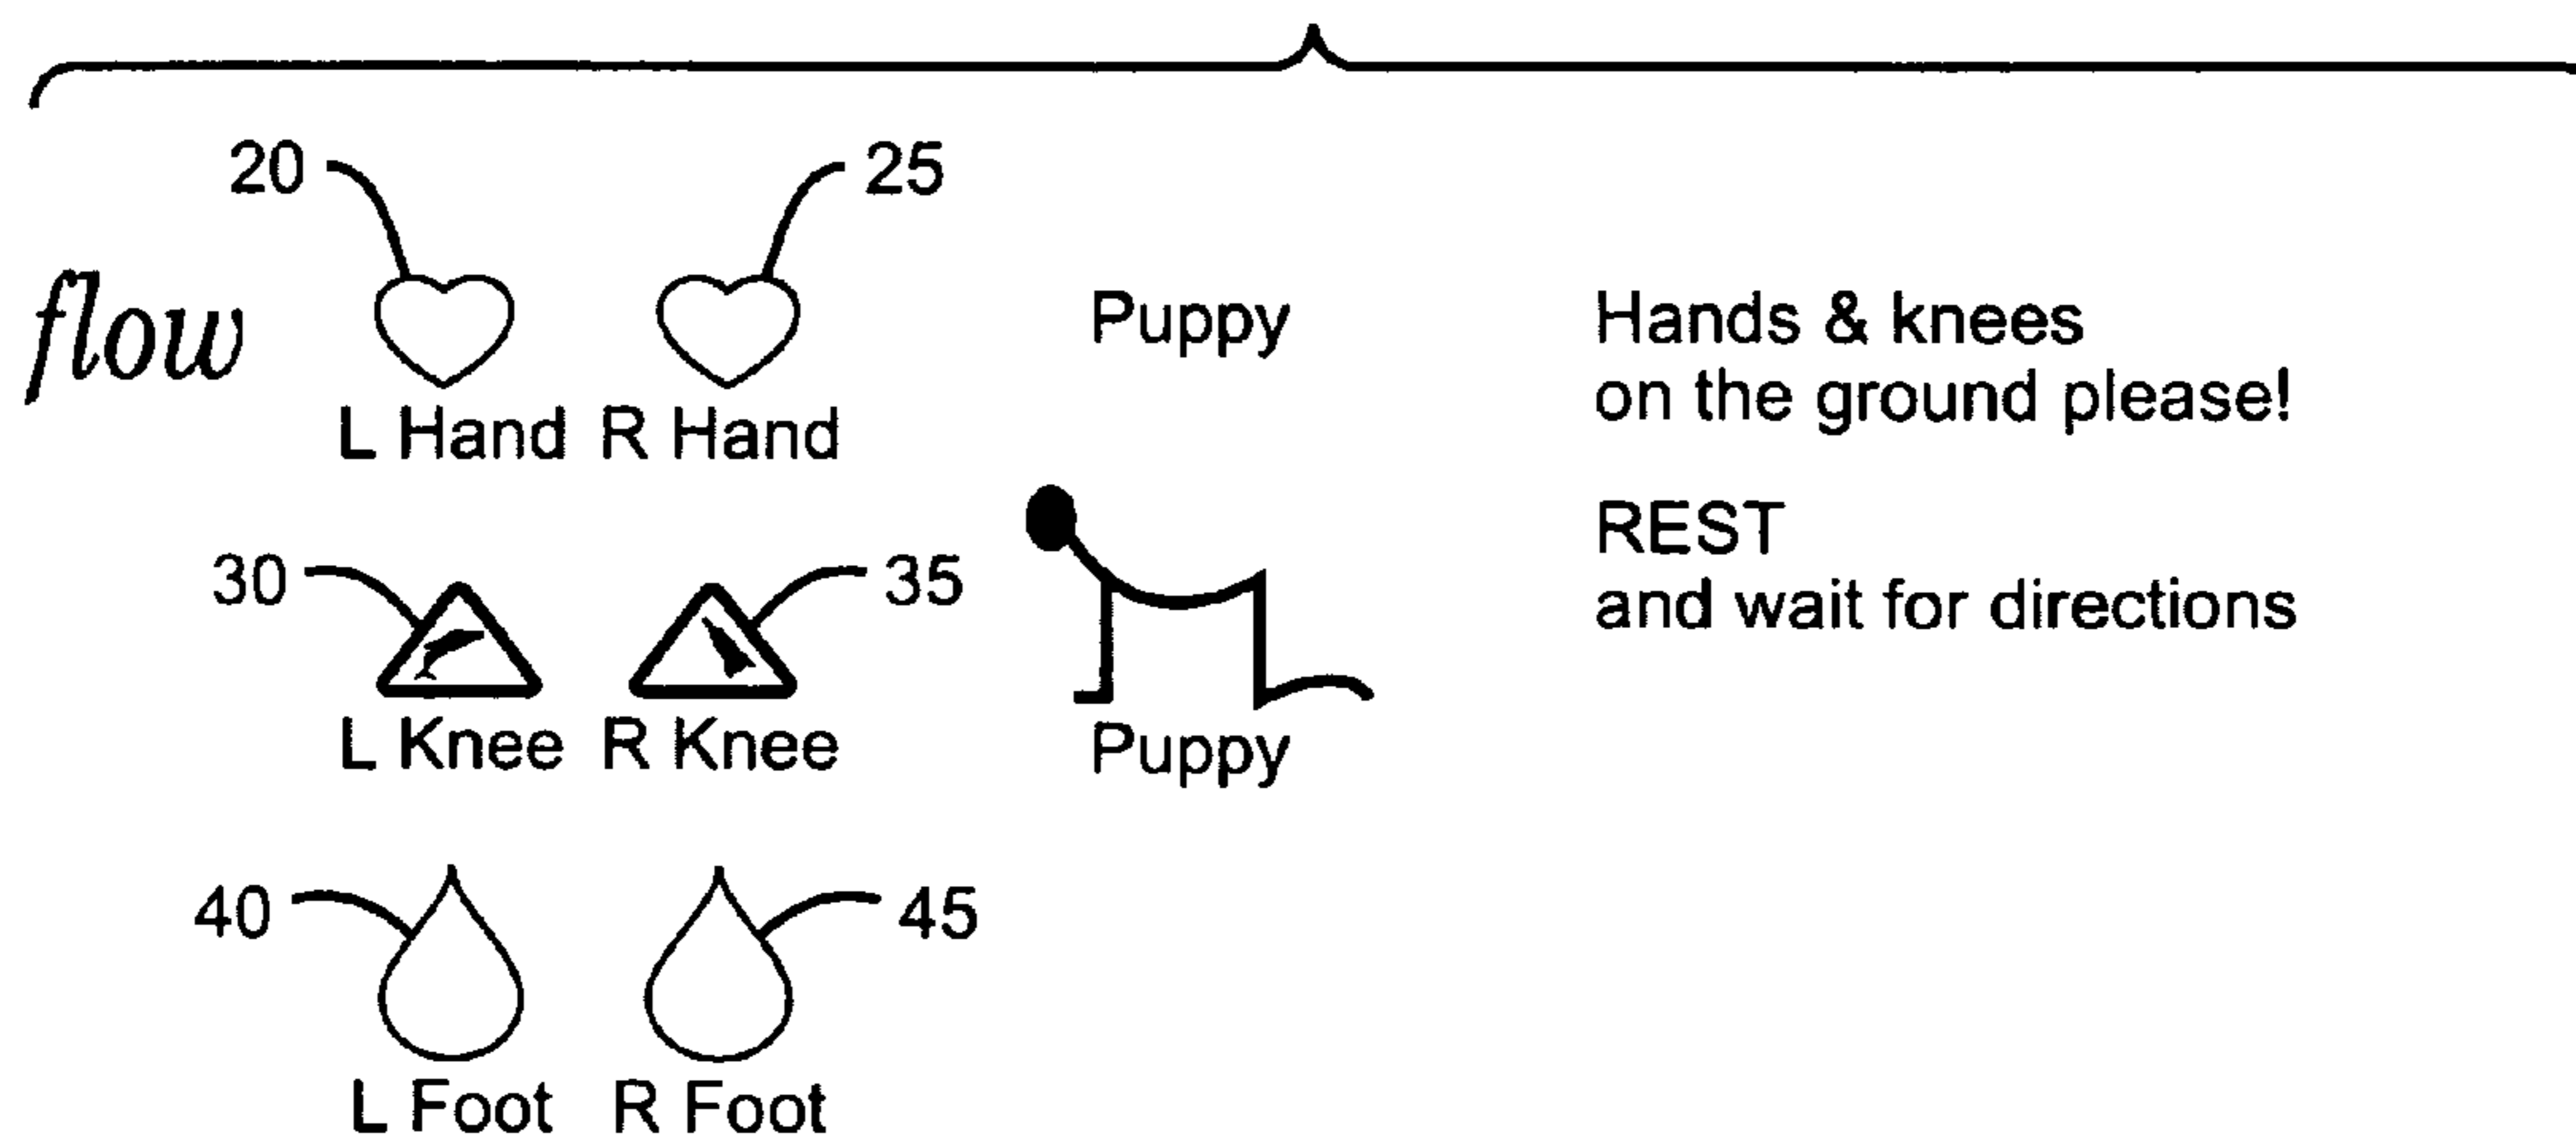 20 25
flow
L Hand R Hand
30 35
L Knee R Knee
40 45
L Foot R Foot
Puppy
Puppy
Hands & knees
on the ground please!
REST
and wait for directions